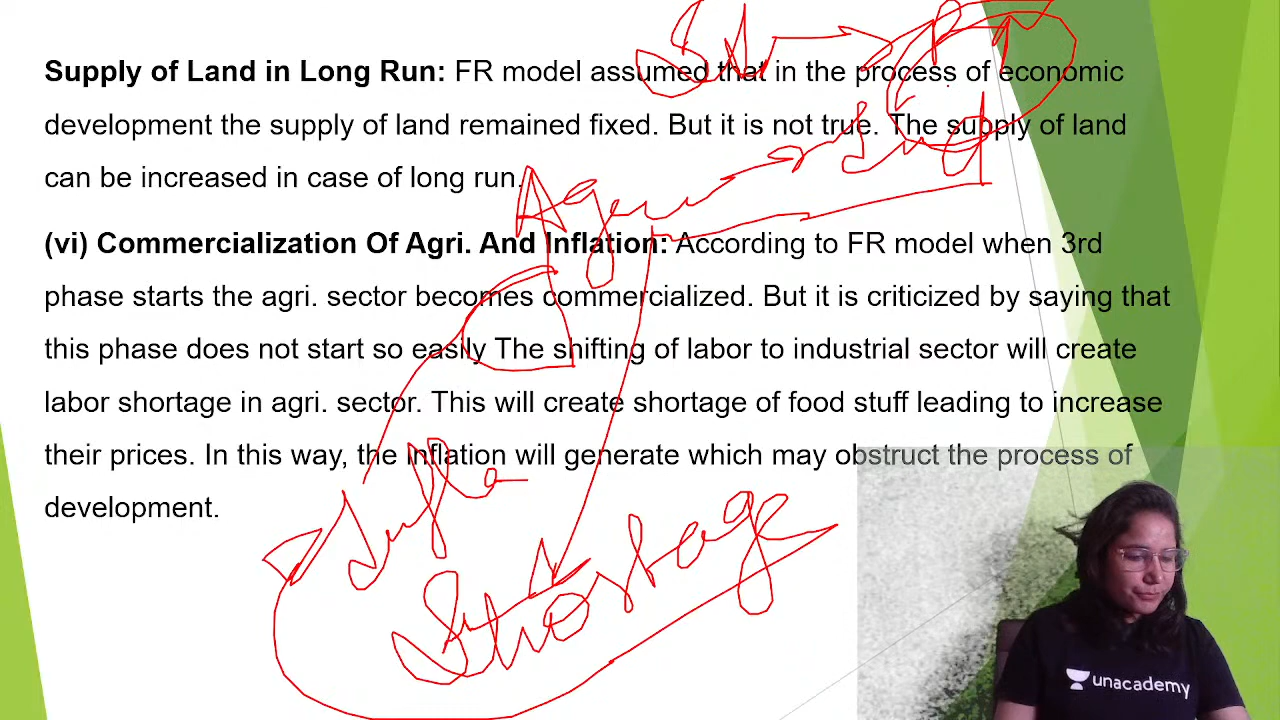 Supply of Land in Long Run: FR model assumed that in the process of economic
development the supply of land remained fixed. But it is not true. The supply of land
can be increased in case of long run.
(vi) Commercialization Of Agri. And Inflation: According to FR model when 3rd
phase starts the agri. sector becomes commercialized. But it is criticized by saying that
this phase does not start so easily The shifting of labor to industrial sector will create
labor shortage in agri. sector. This will create shortage of food stuff leading to increase
their prices. In this way, the inflation will generate which may obstruct the process of
development.
Ind
Infla
Shortage
unacademy